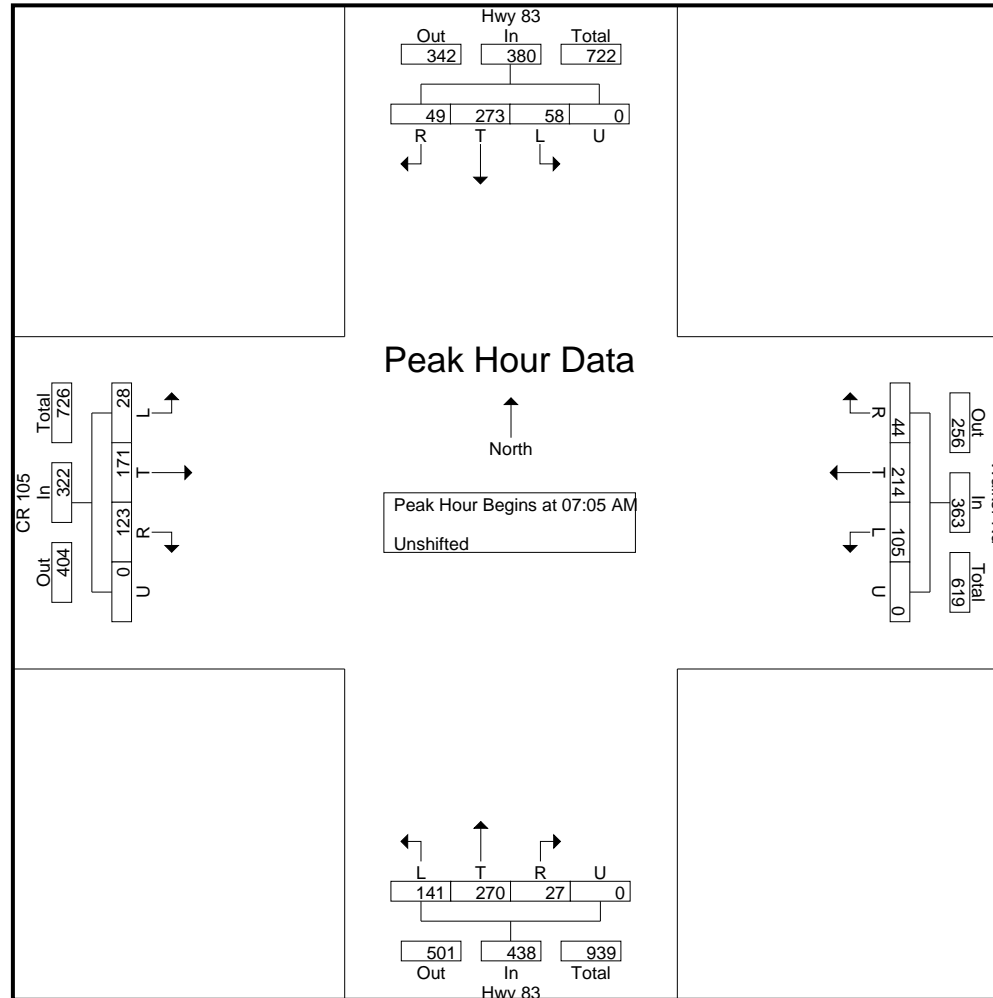 Hwy 83
Out In Total
342 380 722
49 273 58 0
R T L U
Peak Hour Data
North
Peak Hour Begins at 07:05 AM
Unshifted
CR 105
Total In Out
726 322 404
28 171 123 0
L T R U
R T L U
44 214 105 0
Out In Total
256 363 619
L T R U
141 270 27 0
501 438 939
Out In Total
Hwy 83